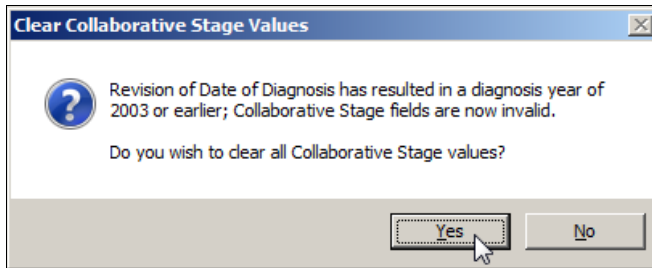 Clear Collaborative Stage Values
Revision of Date of Diagnosis has resulted in a diagnosis year of
2003 or earlier; Collaborative Stage fields are now invalid.
Do you wish to clear all Collaborative Stage values?
Yes No